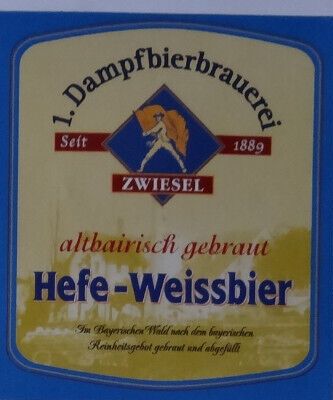 1. Dampfbierbrauerei
Seit 1889
ZWIESEL
altbairisch gebraut
Hefe-Weissbier
Im Bayerischen Wald nach dem bayerischen
Reinheitsgebot gebraut und abgefüllt